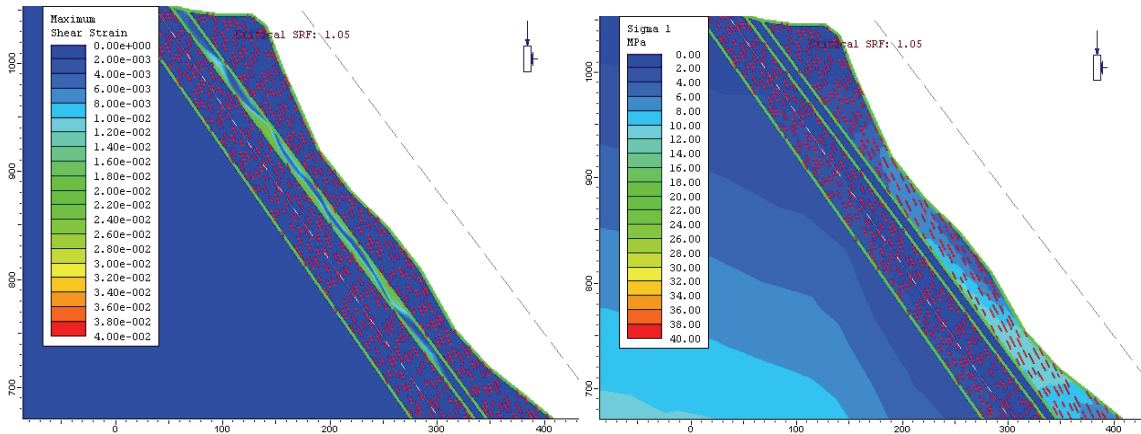 Maximum
Shear Strain
0.00e+000
2.00e-003
4.00e-003
6.00e-003
8.00e-003
1.00e-002
1.20e-002
1.40e-002
1.60e-002
1.80e-002
2.00e-002
2.20e-002
2.40e-002
2.60e-002
2.80e-002
3.00e-002
3.20e-002
3.40e-002
3.60e-002
3.80e-002
4.00e-002
Critical SRF: 1.05
1000
900
800
700
0
100
200
300
400
Sigma 1
MPa
0.00
2.00
4.00
6.00
8.00
10.00
12.00
14.00
16.00
18.00
20.00
22.00
24.00
26.00
28.00
30.00
32.00
34.00
36.00
38.00
40.00
Critical SRF: 1.05
1000
900
800
700
0
100
200
300
400